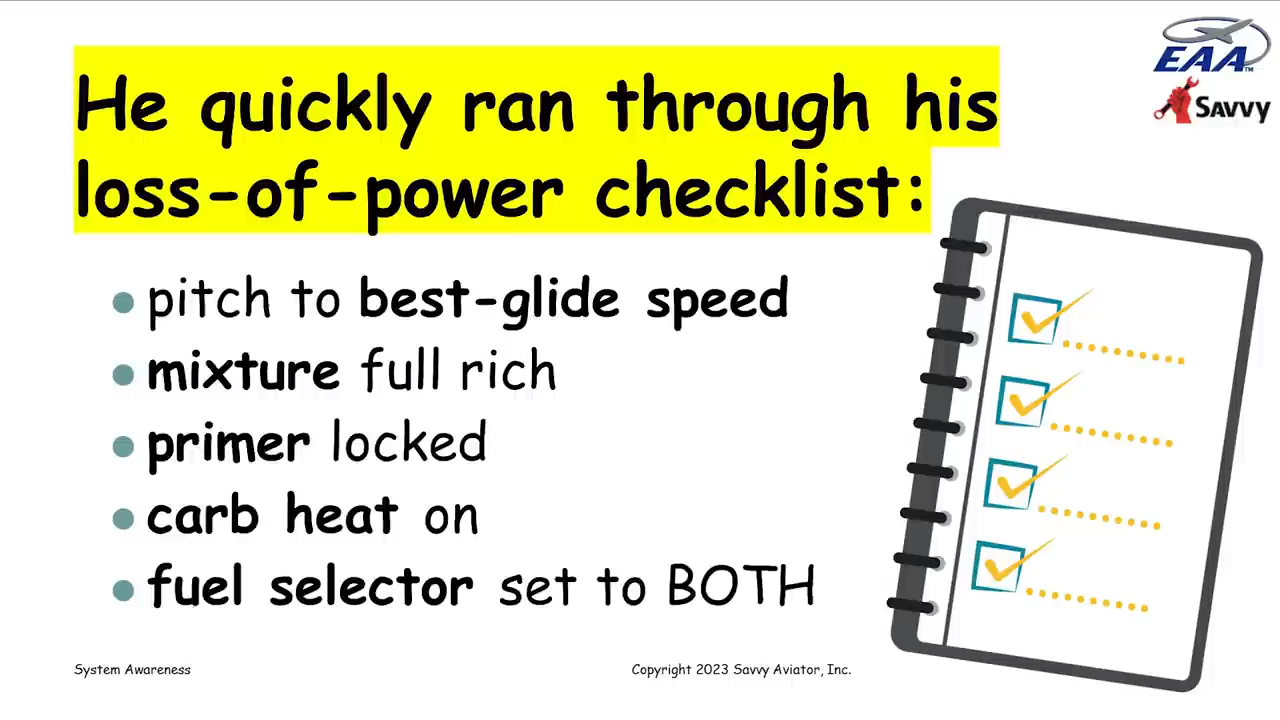 He quickly ran through his
loss-of-power checklist:
EAA™
SAVVY
pitch to best-glide speed
mixture full rich
primer locked
carb heat on
fuel selector set to BOTH
System Awareness
Copyright 2023 Savvy Aviator, Inc.